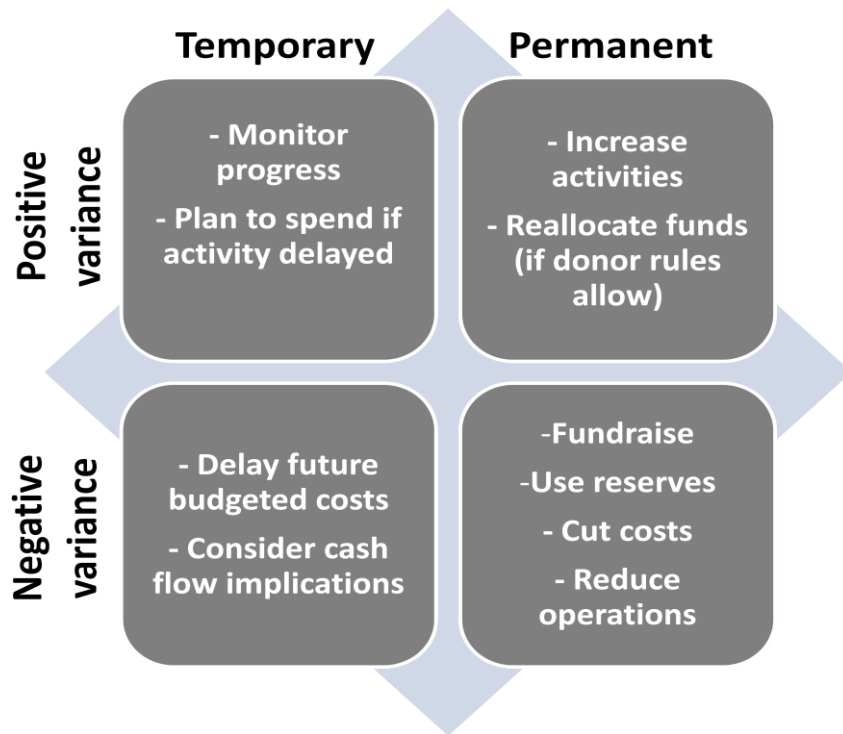 Temporary
Permanent
Positive
variance
- Monitor
progress
- Plan to spend if
activity delayed
- Increase
activities
- Reallocate funds
(if donor rules
allow)
Negative
variance
- Delay future
budgeted costs
- Consider cash
flow implications
-Fundraise
-Use reserves
- Cut costs
- Reduce
operations